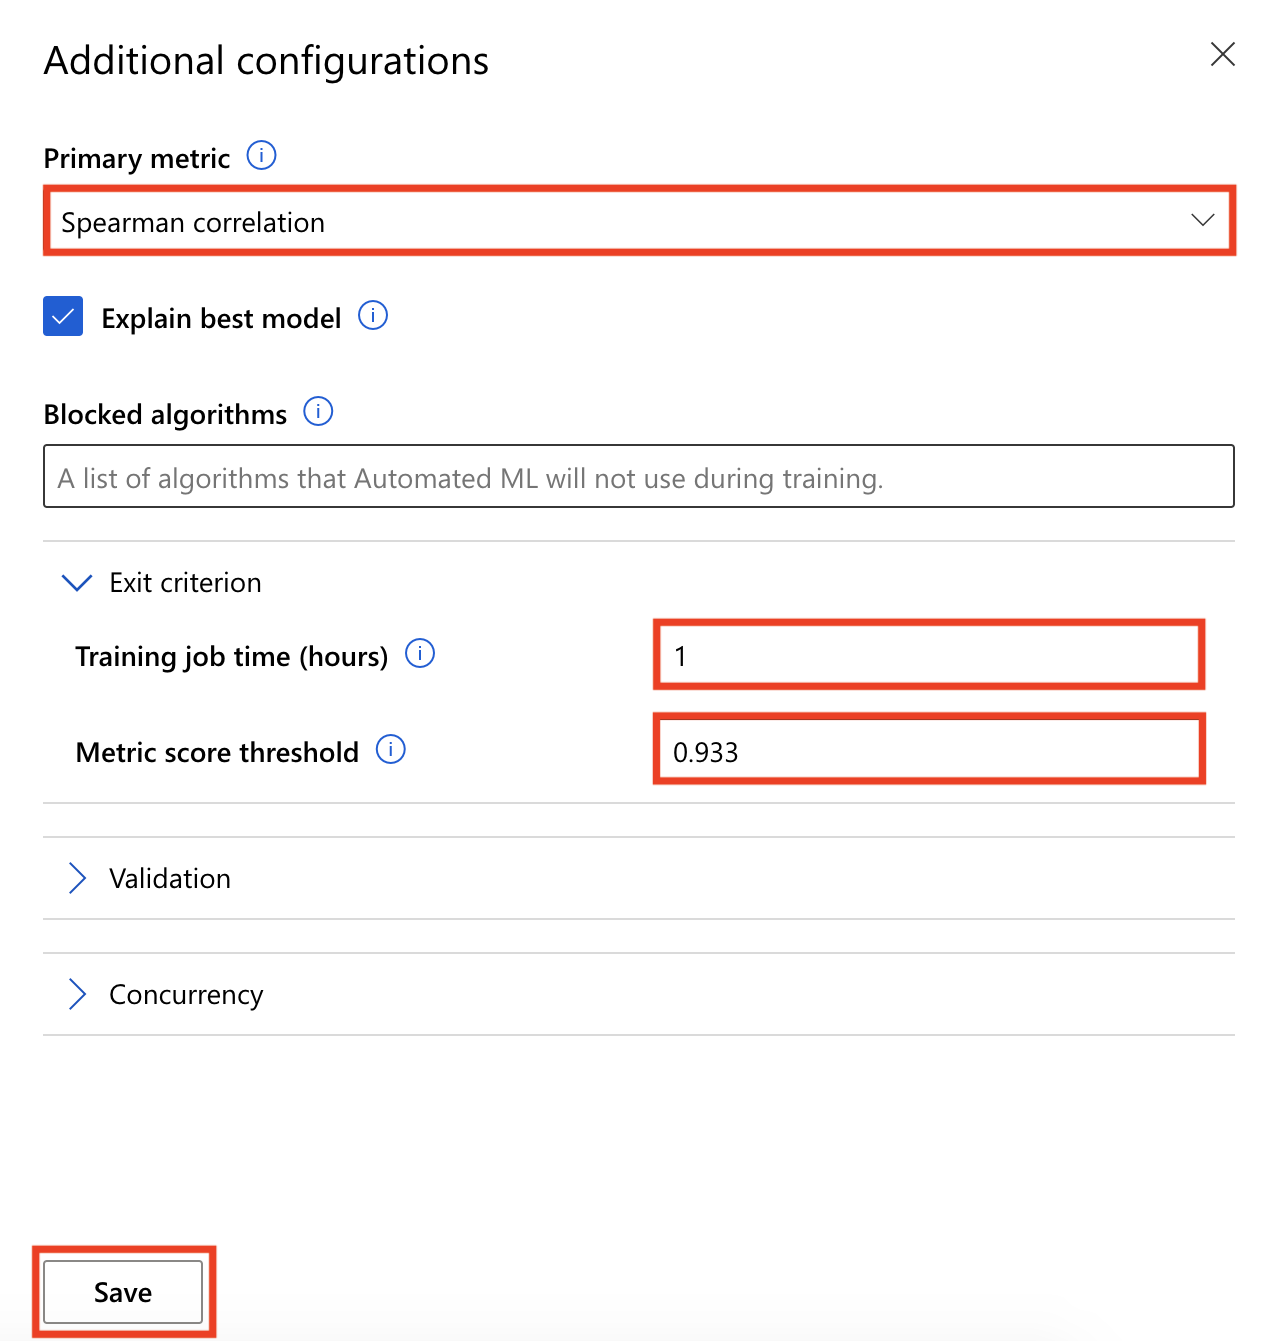 Additional configurations
Primary metric
Spearman correlation
Explain best model
Blocked algorithms
A list of algorithms that Automated ML will not use during training.
Exit criterion
Training job time (hours)
1
Metric score threshold
0.933
Validation
Concurrency
Save